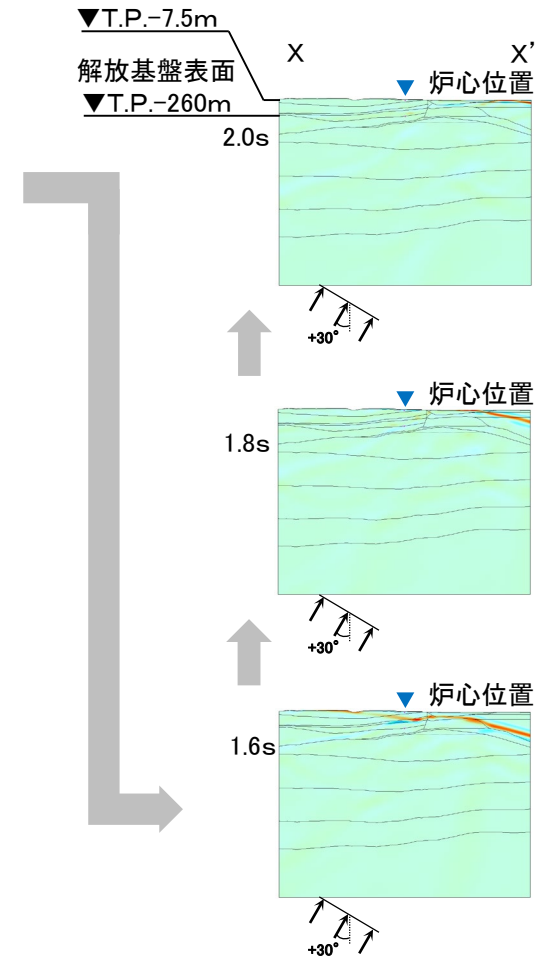 ▼T.P.-7.5m
X X'
解放基盤表面
▼ 炉心位置
▼T.P.-260m
2.0s
+30°
▼ 炉心位置
1.8s
+30°
▼ 炉心位置
1.6s
+30°